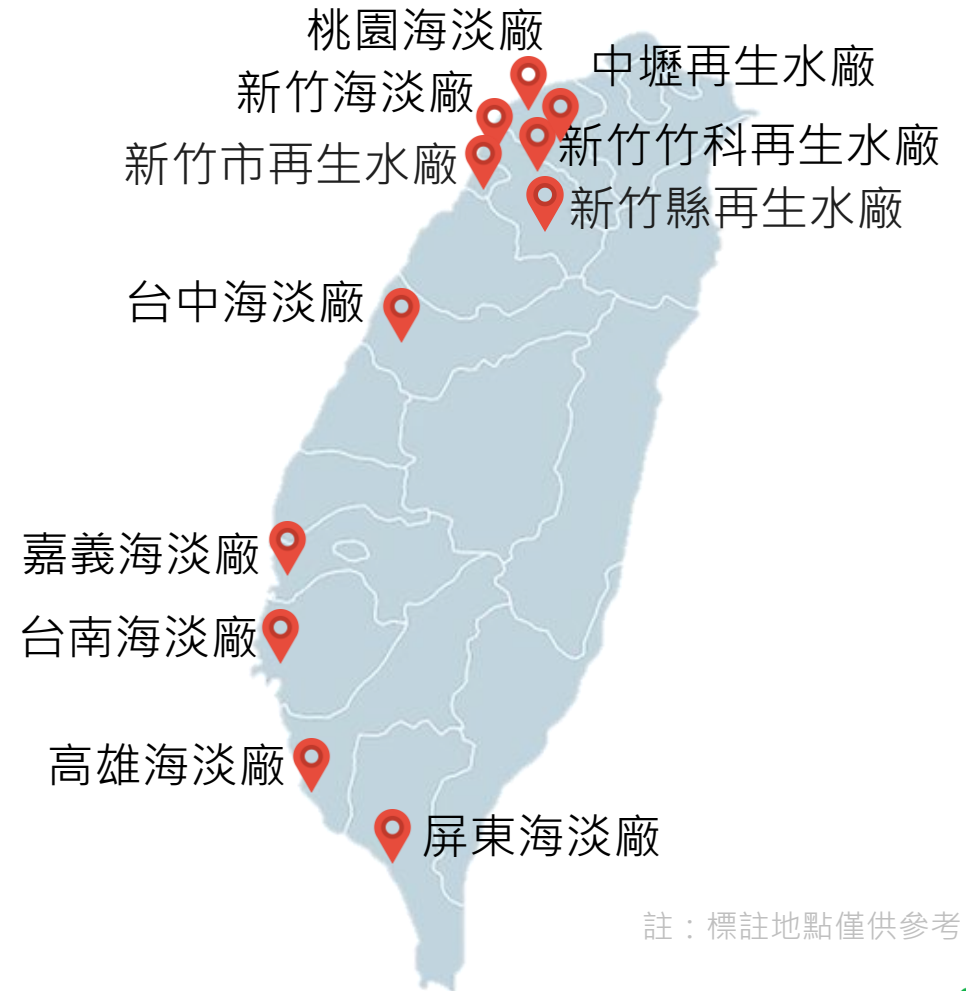 桃園海淡廠
中壢再生水廠
新竹海淡廠
新竹竹科再生水廠
新竹市再生水廠
新竹縣再生水廠
台中海淡廠
嘉義海淡廠
台南海淡廠
高雄海淡廠
屏東海淡廠
註：標註地點僅供參考